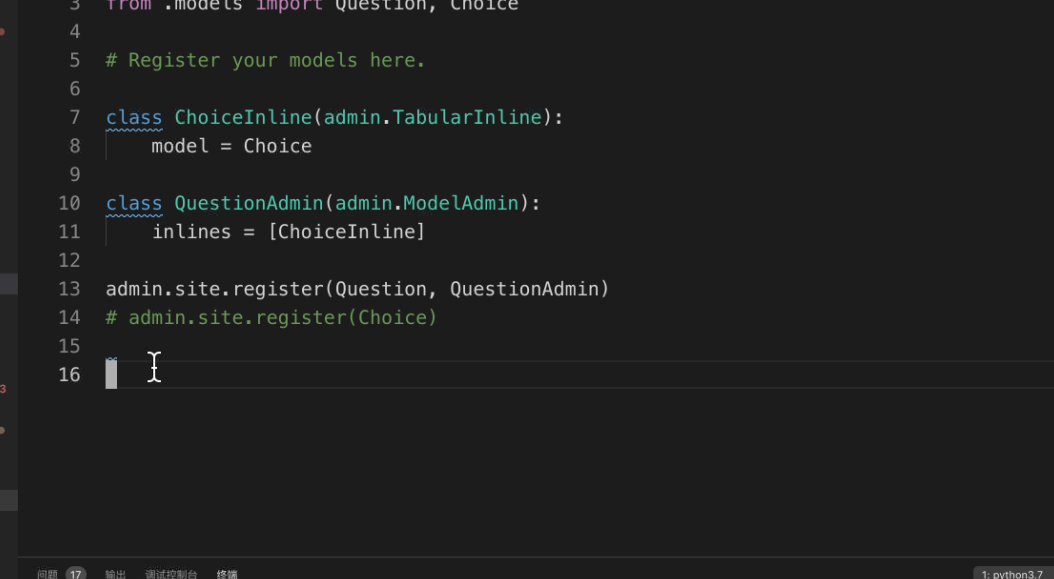 3 from .models import Question, Choice
4
5 # Register your models here.
6
7 class ChoiceInline(admin.TabularInline):
8     model = Choice
9
10 class QuestionAdmin(admin.ModelAdmin):
11     inlines = [ChoiceInline]
12
13 admin.site.register(Question, QuestionAdmin)
14 # admin.site.register(Choice)
15
16
3
问题 17 输出 调试控制台 终端 1: python3.7